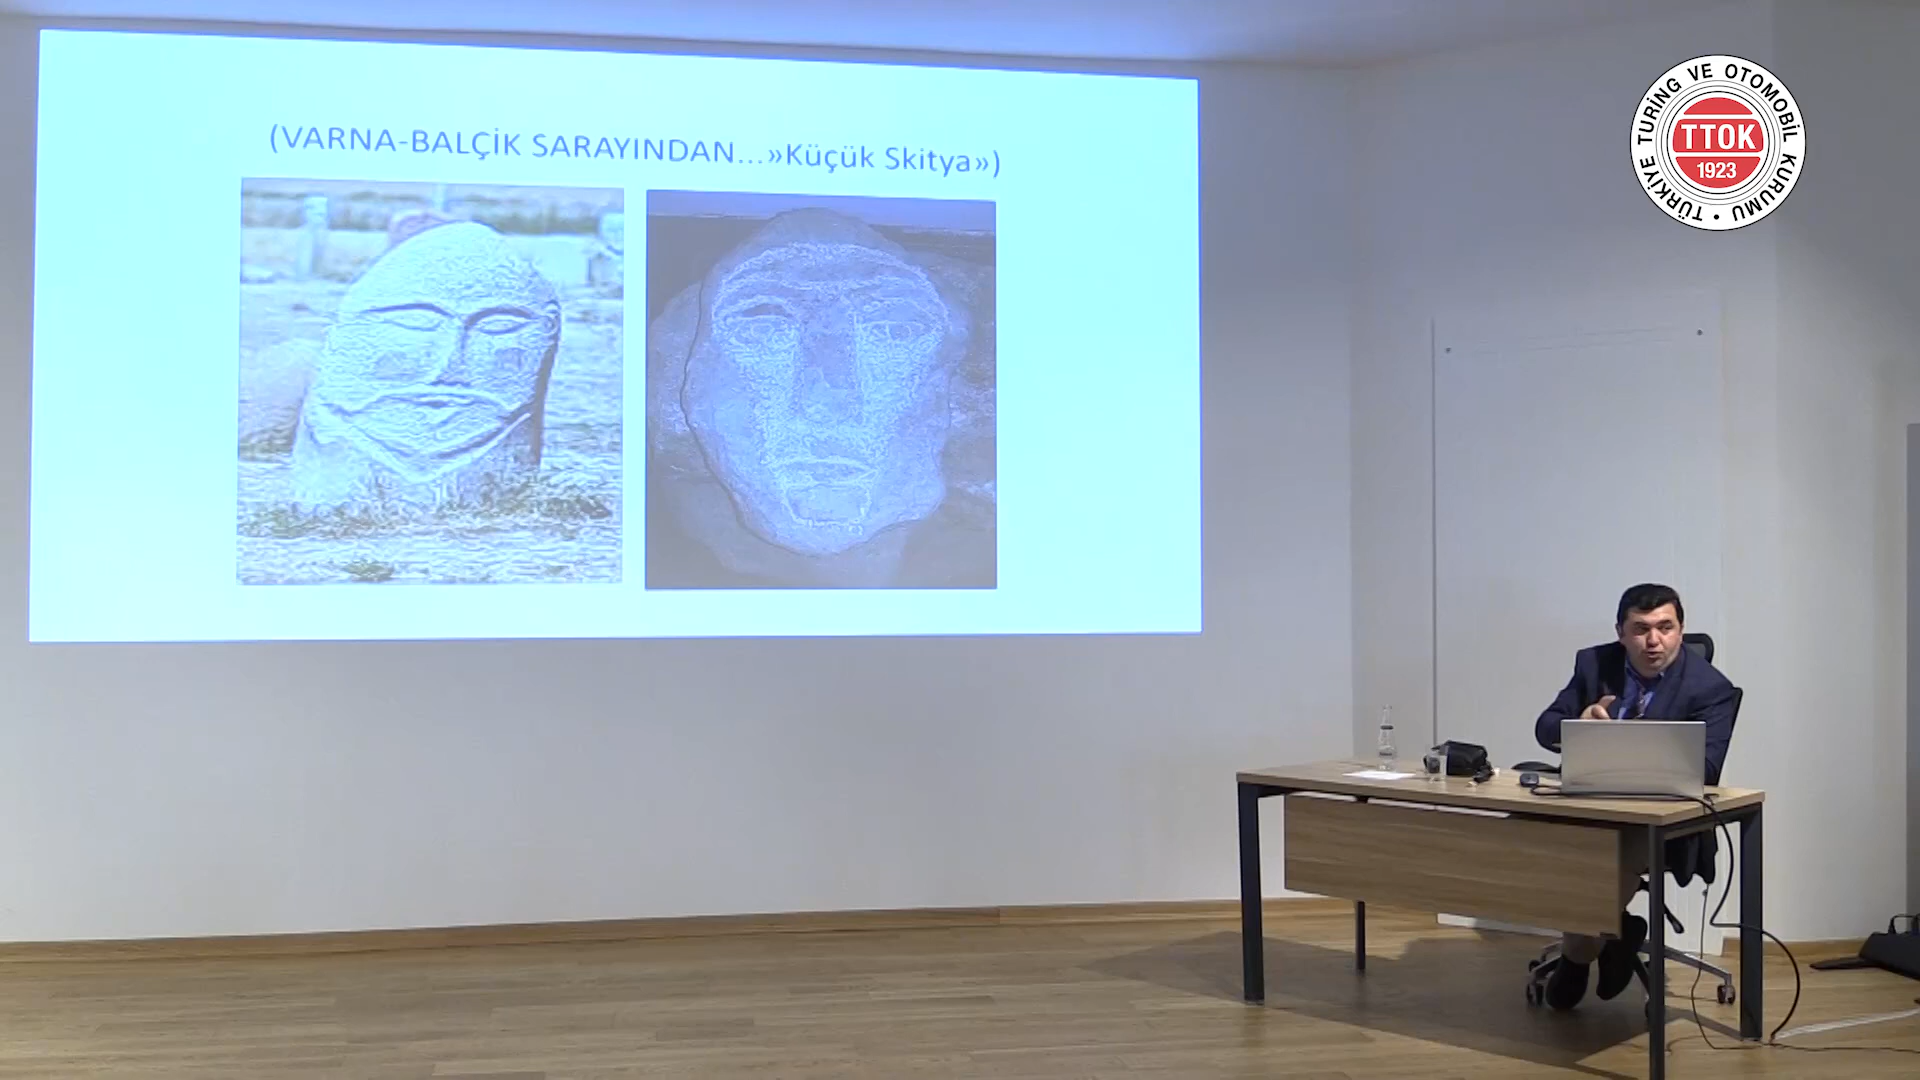 (VARNA-BALÇİK SARAYINDAN...»Küçük Skitya»)
TÜRKİYE TURİNG VE OTOMOBİL KURUMU •
TTOK
1923